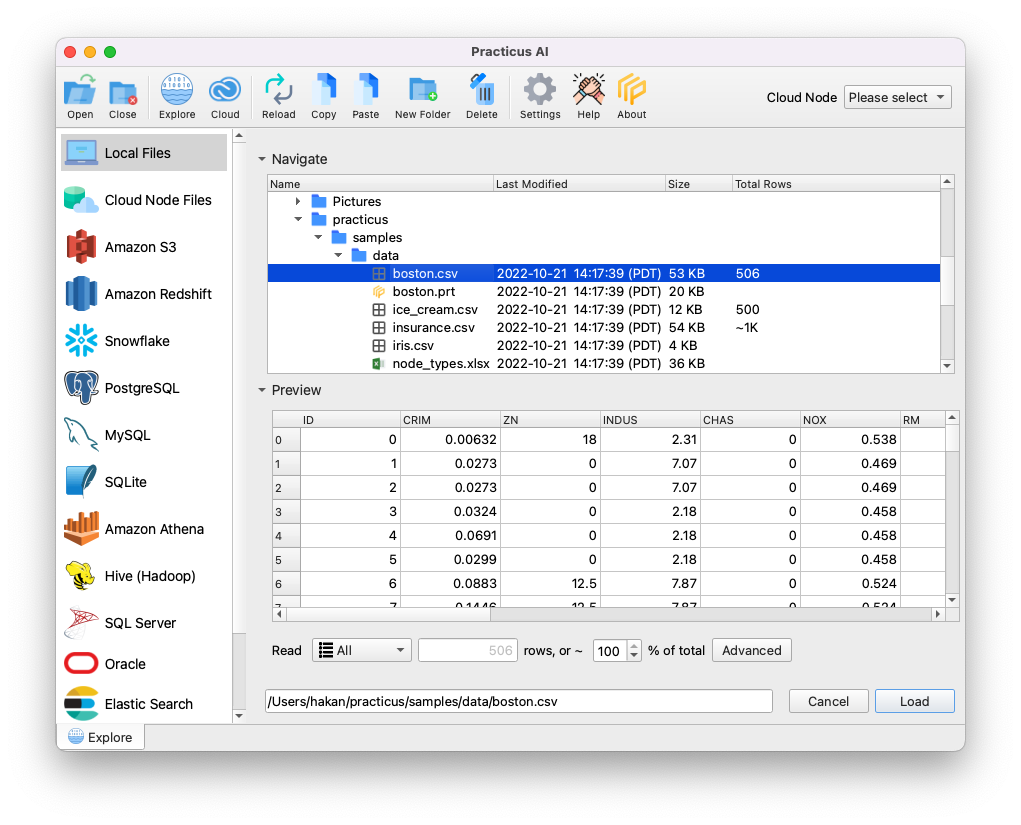 Practicus AI
Open Close Explore Cloud Reload Copy Paste New Folder Delete Settings Help About Cloud Node Please select
Local Files
Cloud Node Files
Amazon S3
Amazon Redshift
Snowflake
PostgreSQL
MySQL
SQLite
Amazon Athena
Hive (Hadoop)
SQL Server
Oracle
Elastic Search
Navigate
Name Last Modified Size Total Rows
Pictures
practicus
samples
data
boston.csv 2022-10-21 14:17:39 (PDT) 53 KB 506
boston.prt 2022-10-21 14:17:39 (PDT) 20 KB
ice_cream.csv 2022-10-21 14:17:39 (PDT) 12 KB 500
insurance.csv 2022-10-21 14:17:39 (PDT) 54 KB ~1K
iris.csv 2022-10-21 14:17:39 (PDT) 4 KB
node_types.xlsx 2022-10-21 14:17:39 (PDT) 36 KB
Preview
ID CRIM ZN INDUS CHAS NOX RM
0 0 0.00632 18 2.31 0 0.538
1 1 0.0273 0 7.07 0 0.469
2 2 0.0273 0 7.07 0 0.469
3 3 0.0324 0 2.18 0 0.458
4 4 0.0691 0 2.18 0 0.458
5 5 0.0299 0 2.18 0 0.458
6 6 0.0883 12.5 7.87 0 0.524
Read All 506 rows, or ~ 100 % of total Advanced
/Users/hakan/practicus/samples/data/boston.csv Cancel Load
Explore